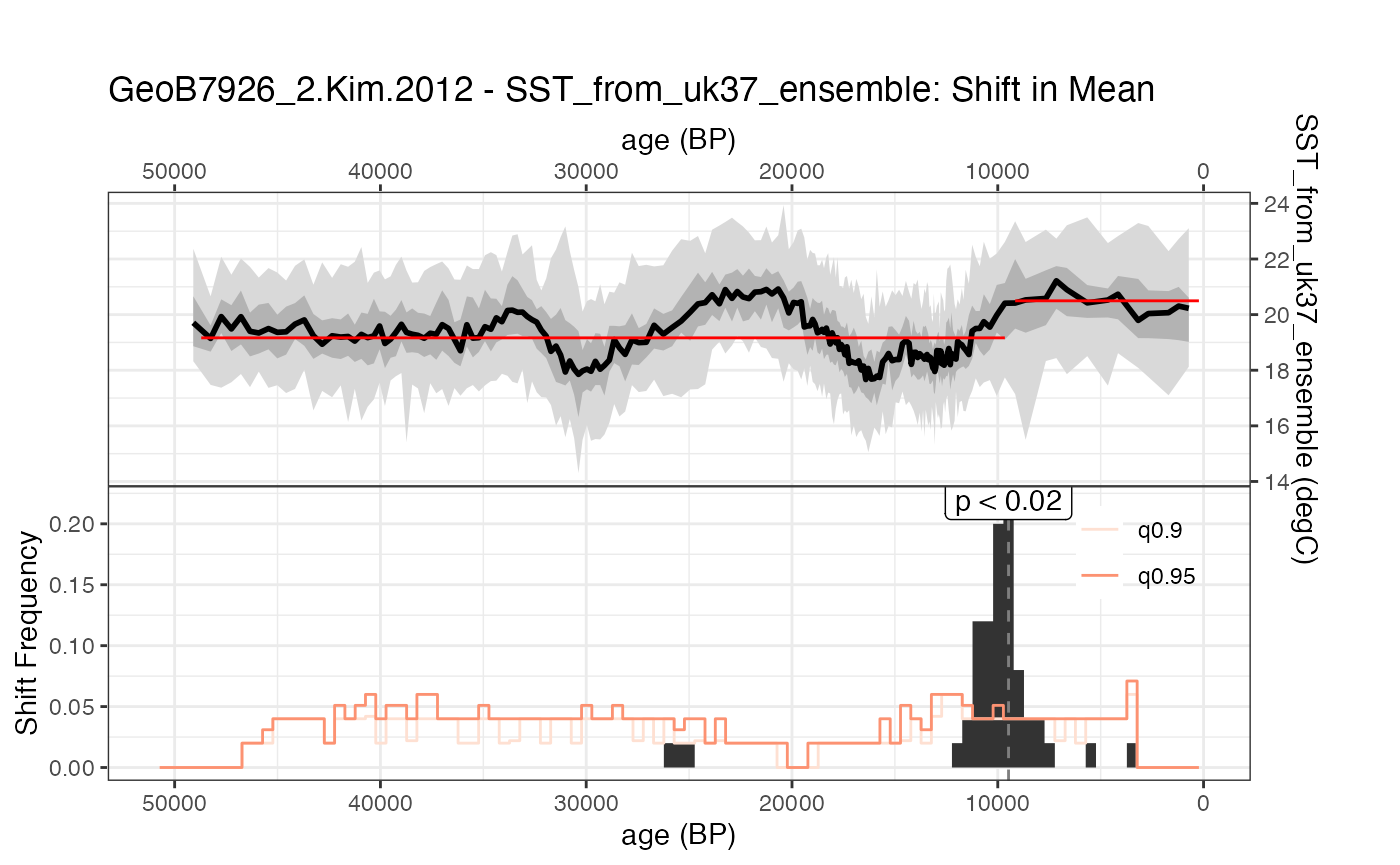 GeoB7926_2.Kim.2012 - SST_from_uk37_ensemble: Shift in Mean
age (BP)
50000 40000 30000 20000 10000 0
24
22
20
18
16
14
SST_from_uk37_ensemble (degC)
p < 0.02
q0.9
q0.95
Shift Frequency
0.20
0.15
0.10
0.05
0.00
50000 40000 30000 20000 10000 0
age (BP)